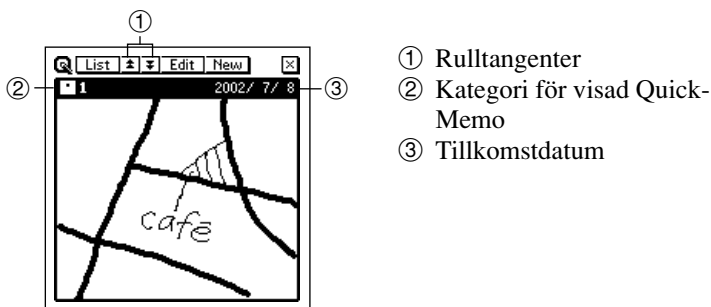 ①
List Edit New
② 1 2002/ 7/ 8 ③
café
① Rulltangenter
② Kategori för visad Quick-
Memo
③ Tillkomstdatum